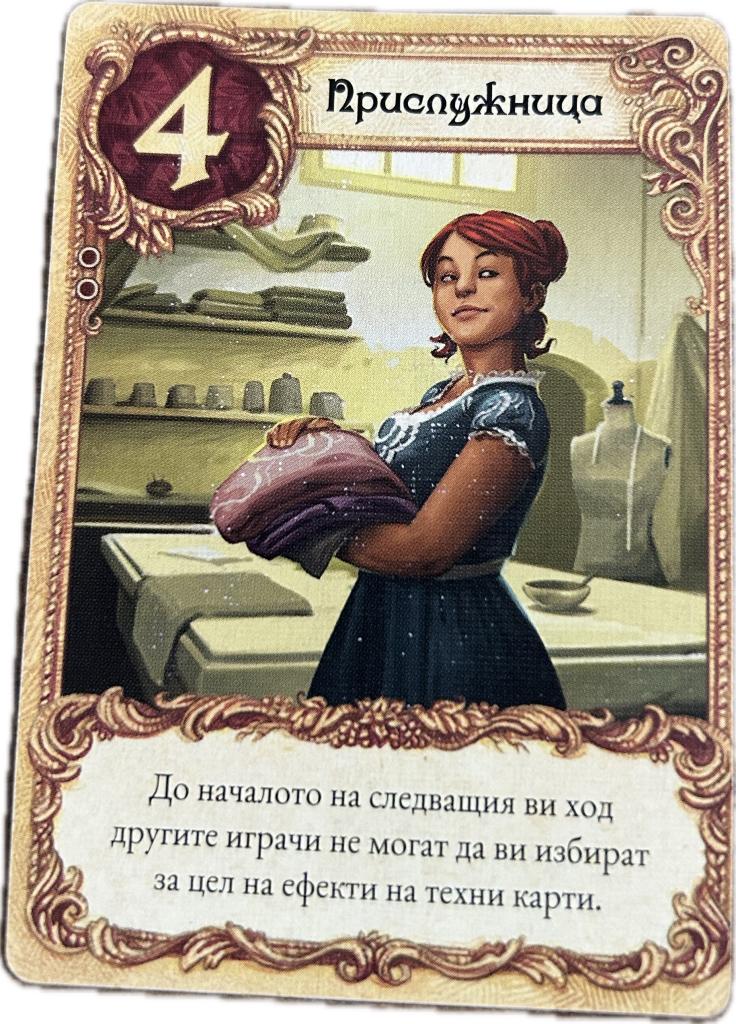 4
Прислужница
До началото на следващия ви ход
другите играчи не могат да ви избират
за цел на ефекти на техни карти.